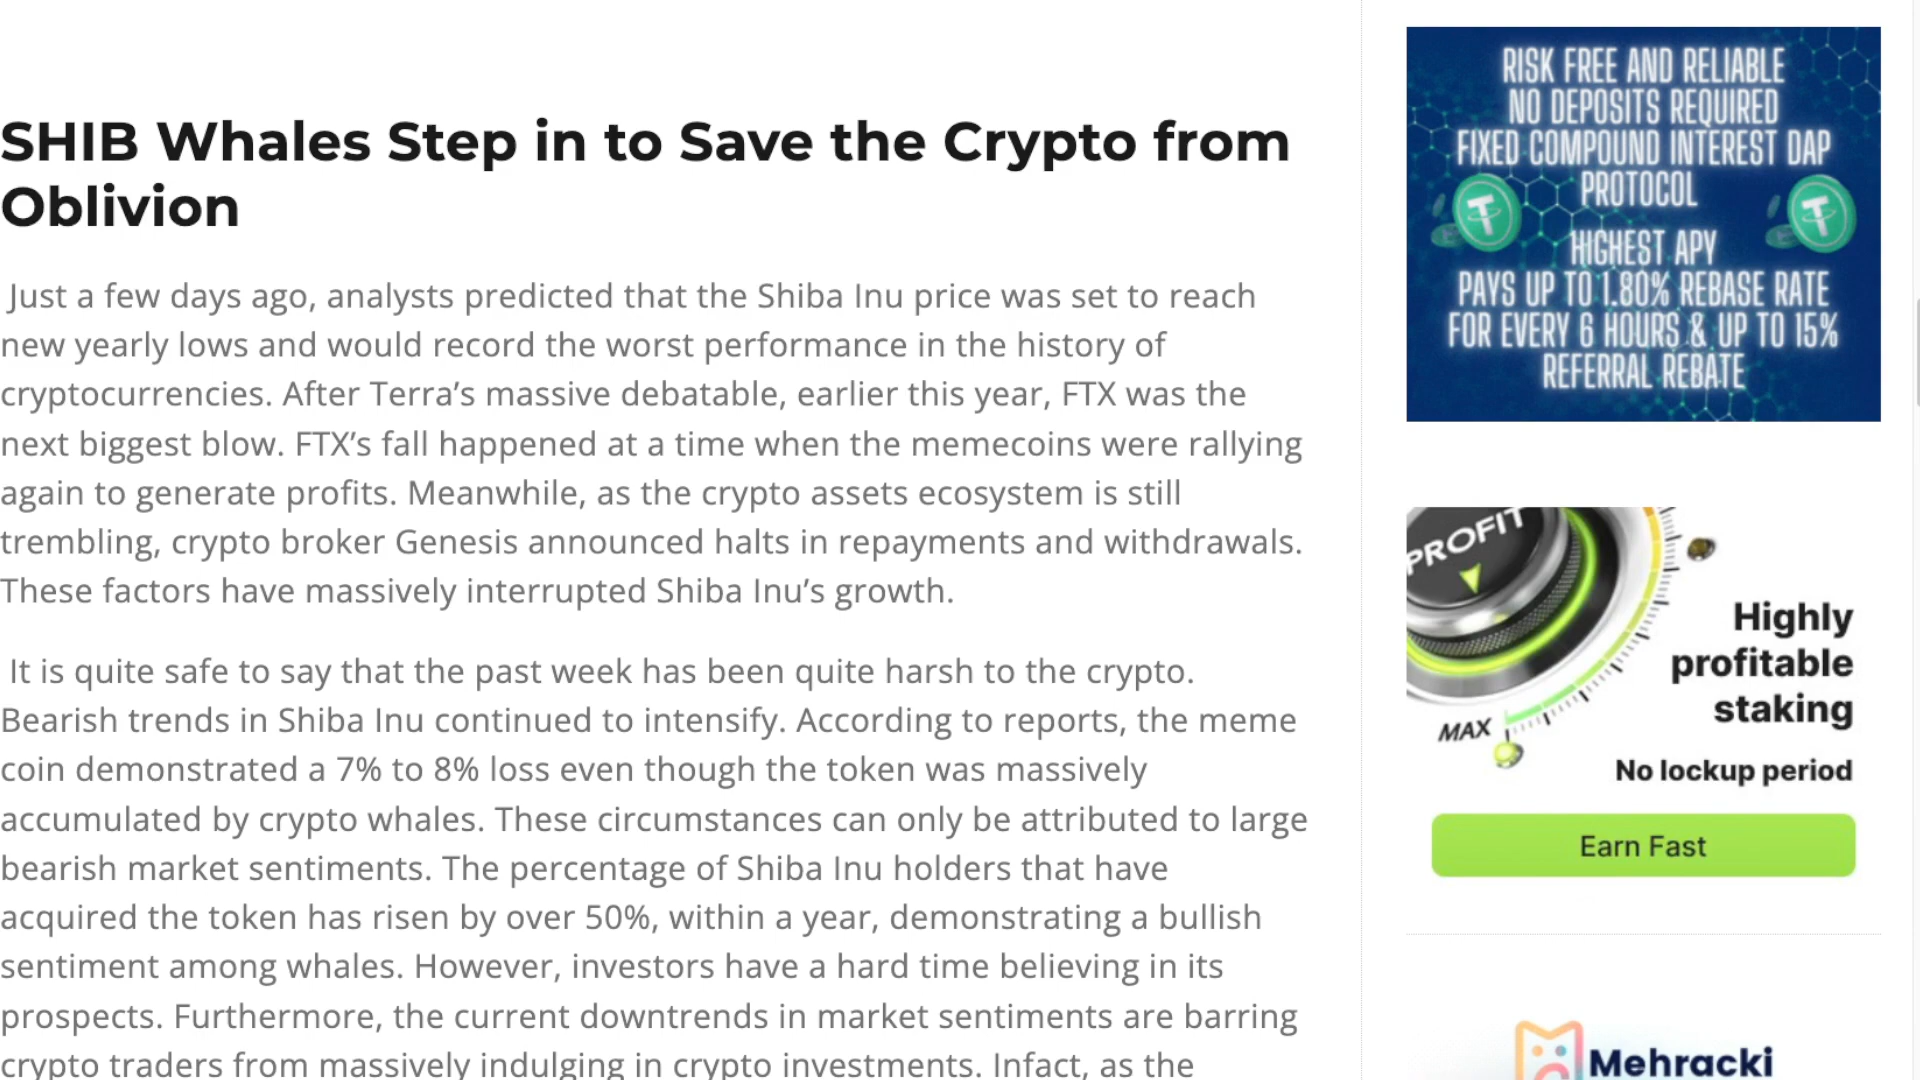 SHIB Whales Step in to Save the Crypto from
Oblivion
Just a few days ago, analysts predicted that the Shiba Inu price was set to reach
new yearly lows and would record the worst performance in the history of
cryptocurrencies. After Terra’s massive debatable, earlier this year, FTX was the
next biggest blow. FTX’s fall happened at a time when the memecoins were rallying
again to generate profits. Meanwhile, as the crypto assets ecosystem is still
trembling, crypto broker Genesis announced halts in repayments and withdrawals.
These factors have massively interrupted Shiba Inu’s growth.
It is quite safe to say that the past week has been quite harsh to the crypto.
Bearish trends in Shiba Inu continued to intensify. According to reports, the meme
coin demonstrated a 7% to 8% loss even though the token was massively
accumulated by crypto whales. These circumstances can only be attributed to large
bearish market sentiments. The percentage of Shiba Inu holders that have
acquired the token has risen by over 50%, within a year, demonstrating a bullish
sentiment among whales. However, investors have a hard time believing in its
prospects. Furthermore, the current downtrends in market sentiments are barring
crypto traders from massively indulging in crypto investments. Infact, as the
RISK FREE AND RELIABLE
NO DEPOSITS REQUIRED
FIXED COMPOUND INTEREST DAP
PROTOCOL
HIGHEST APY
PAYS UP TO 1.80% REBASE RATE
FOR EVERY 6 HOURS & UP TO 15%
REFERRAL REBATE
PROFIT
MAX
Highly
profitable
staking
No lockup period
Earn Fast
Mehracki